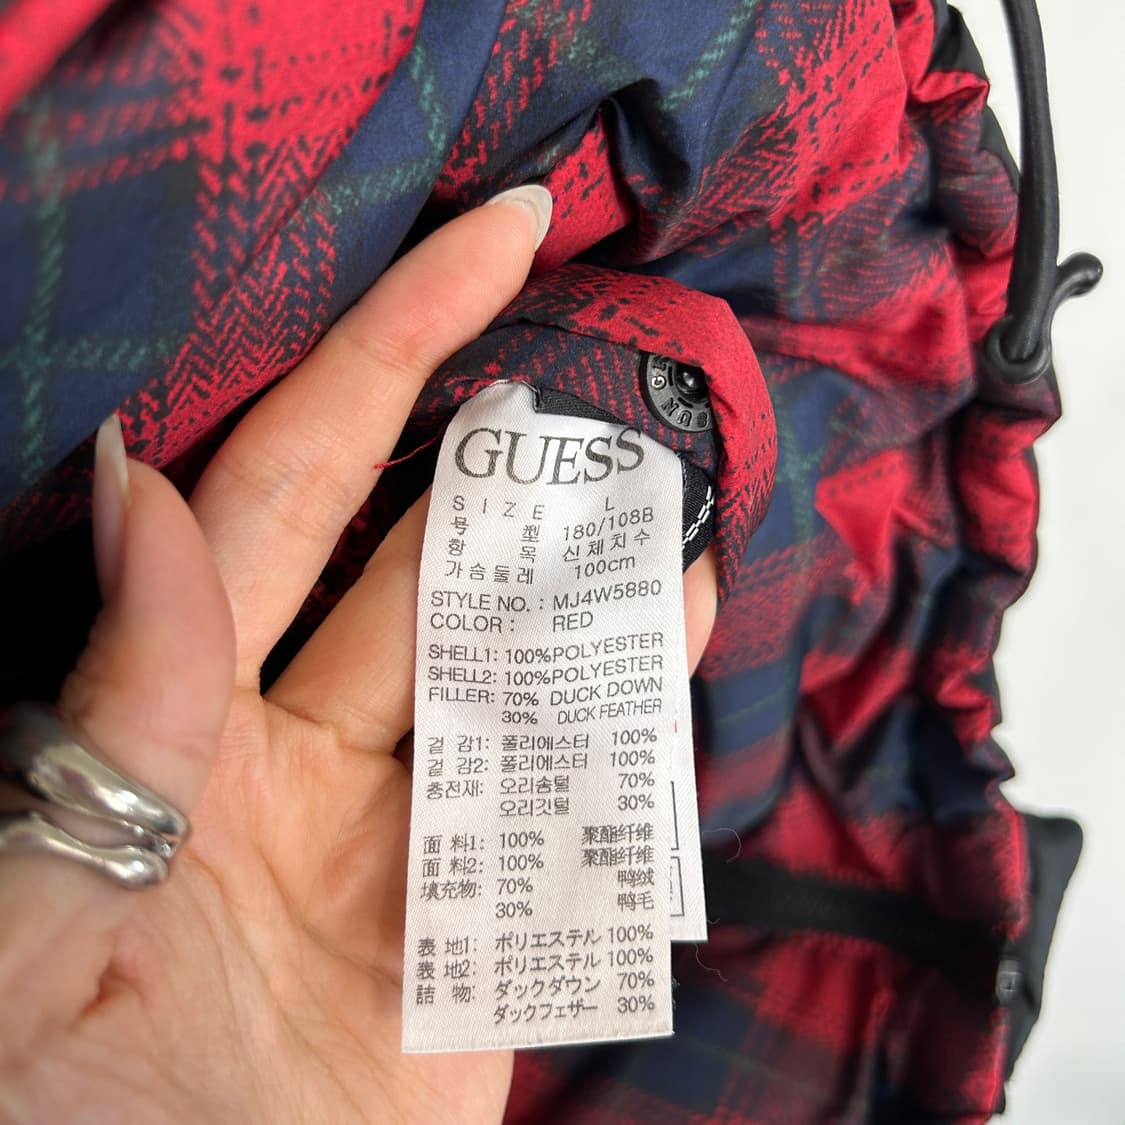 GUESS
SIZE L
号 型 180/108B
항 목 신체치수
가슴둘레 100cm
STYLE NO. : MJ4W5880
COLOR : RED
SHELL1: 100% POLYESTER
SHELL2: 100% POLYESTER
FILLER: 70% DUCK DOWN
30% DUCK FEATHER
겉 감1: 폴리에스터 100%
겉 감2: 폴리에스터 100%
충전재: 오리솜털 70%
오리깃털 30%
面 料1: 100% 聚酯纤维
面 料2: 100% 聚酯纤维
填充物: 70% 鸭绒
30% 鸭毛
表 地1: ポリエステル 100%
表 地2: ポリエステル 100%
詰 物: ダックダウン 70%
ダックフェザー 30%